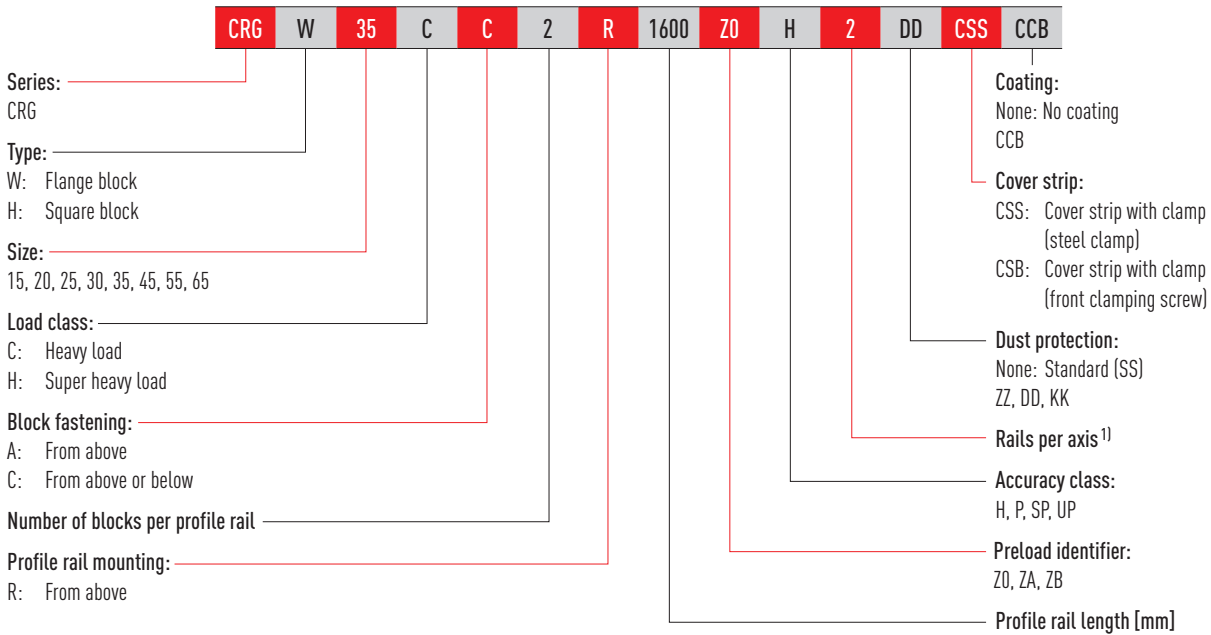 CRG W 35 C C 2 R 1600 Z0 H 2 DD CSS CCB
Series:
CRG
Type:
W: Flange block
H: Square block
Size:
15, 20, 25, 30, 35, 45, 55, 65
Load class:
C: Heavy load
H: Super heavy load
Block fastening:
A: From above
C: From above or below
Number of blocks per profile rail
Profile rail mounting:
R: From above
Coating:
None: No coating
CCB
Cover strip:
CSS: Cover strip with clamp
(steel clamp)
CSB: Cover strip with clamp
(front clamping screw)
Dust protection:
None: Standard (SS)
ZZ, DD, KK
Rails per axis 1)
Accuracy class:
H, P, SP, UP
Preload identifier:
Z0, ZA, ZB
Profile rail length [mm]